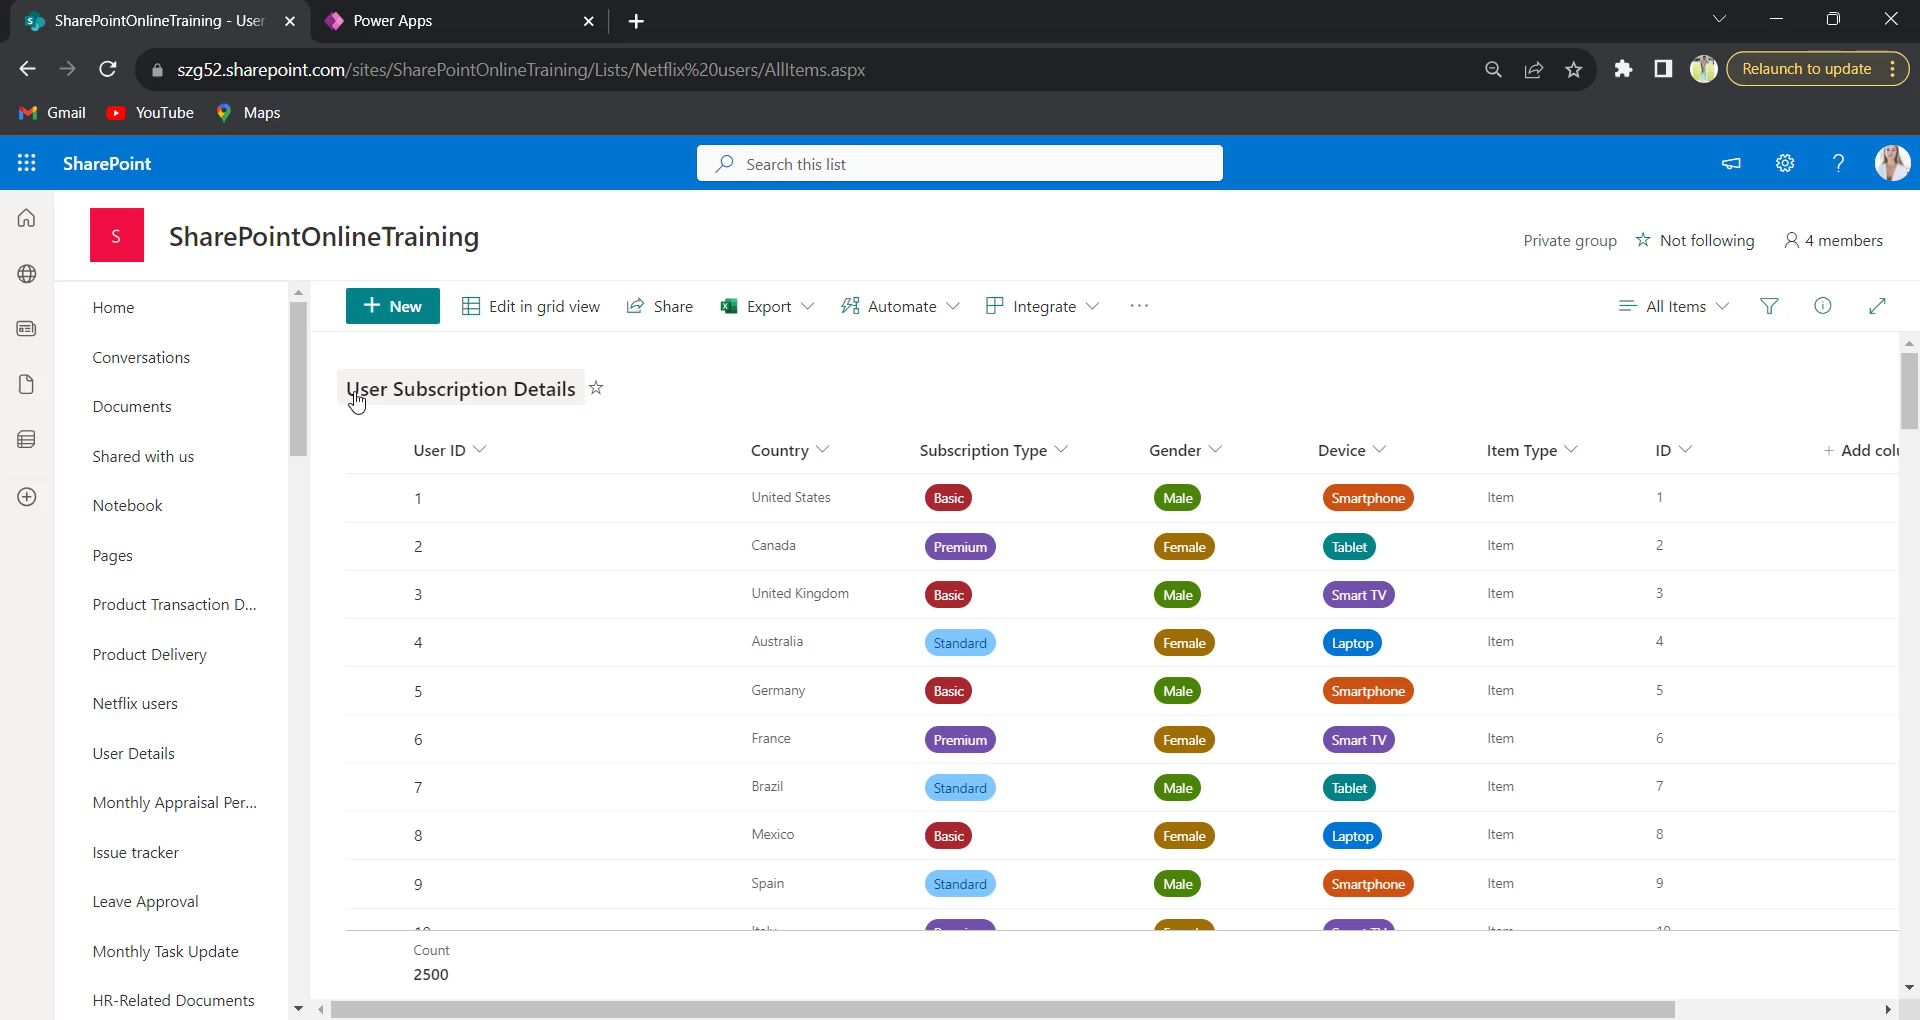 SharePointOnlineTraining - User
Power Apps
szg52.sharepoint.com/sites/SharePointOnlineTraining/Lists/Netflix%20users/AllItems.aspx
Relaunch to update
Gmail YouTube Maps
SharePoint
Search this list
S
SharePointOnlineTraining
Private group Not following 4 members
Home
Conversations
Documents
Shared with us
Notebook
Pages
Product Transaction D...
Product Delivery
Netflix users
User Details
Monthly Appraisal Per...
Issue tracker
Leave Approval
Monthly Task Update
HR-Related Documents
+ New Edit in grid view Share Export Automate Integrate ... All Items
User Subscription Details
User ID Country Subscription Type Gender Device Item Type ID + Add colu
1 United States Basic Male Smartphone Item 1
2 Canada Premium Female Tablet Item 2
3 United Kingdom Basic Male Smart TV Item 3
4 Australia Standard Female Laptop Item 4
5 Germany Basic Male Smartphone Item 5
6 France Premium Female Smart TV Item 6
7 Brazil Standard Male Tablet Item 7
8 Mexico Basic Female Laptop Item 8
9 Spain Standard Male Smartphone Item 9
Count
2500